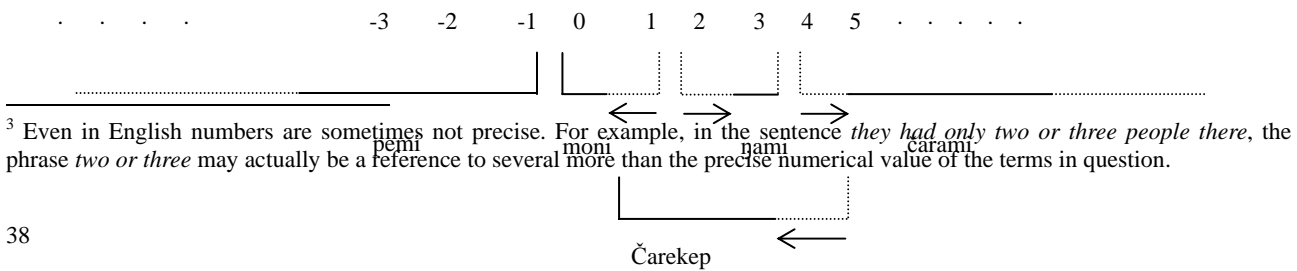 . . . . -3 -2 -1 0 1 2 3 4 5 . . . . .
pemi moni čarami
³ Even in English numbers are sometimes not precise. For example, in the sentence they had only two or three people there, the
phrase two or three may actually be a reference to several more than the precise numerical value of the terms in question.
38
Čarekep